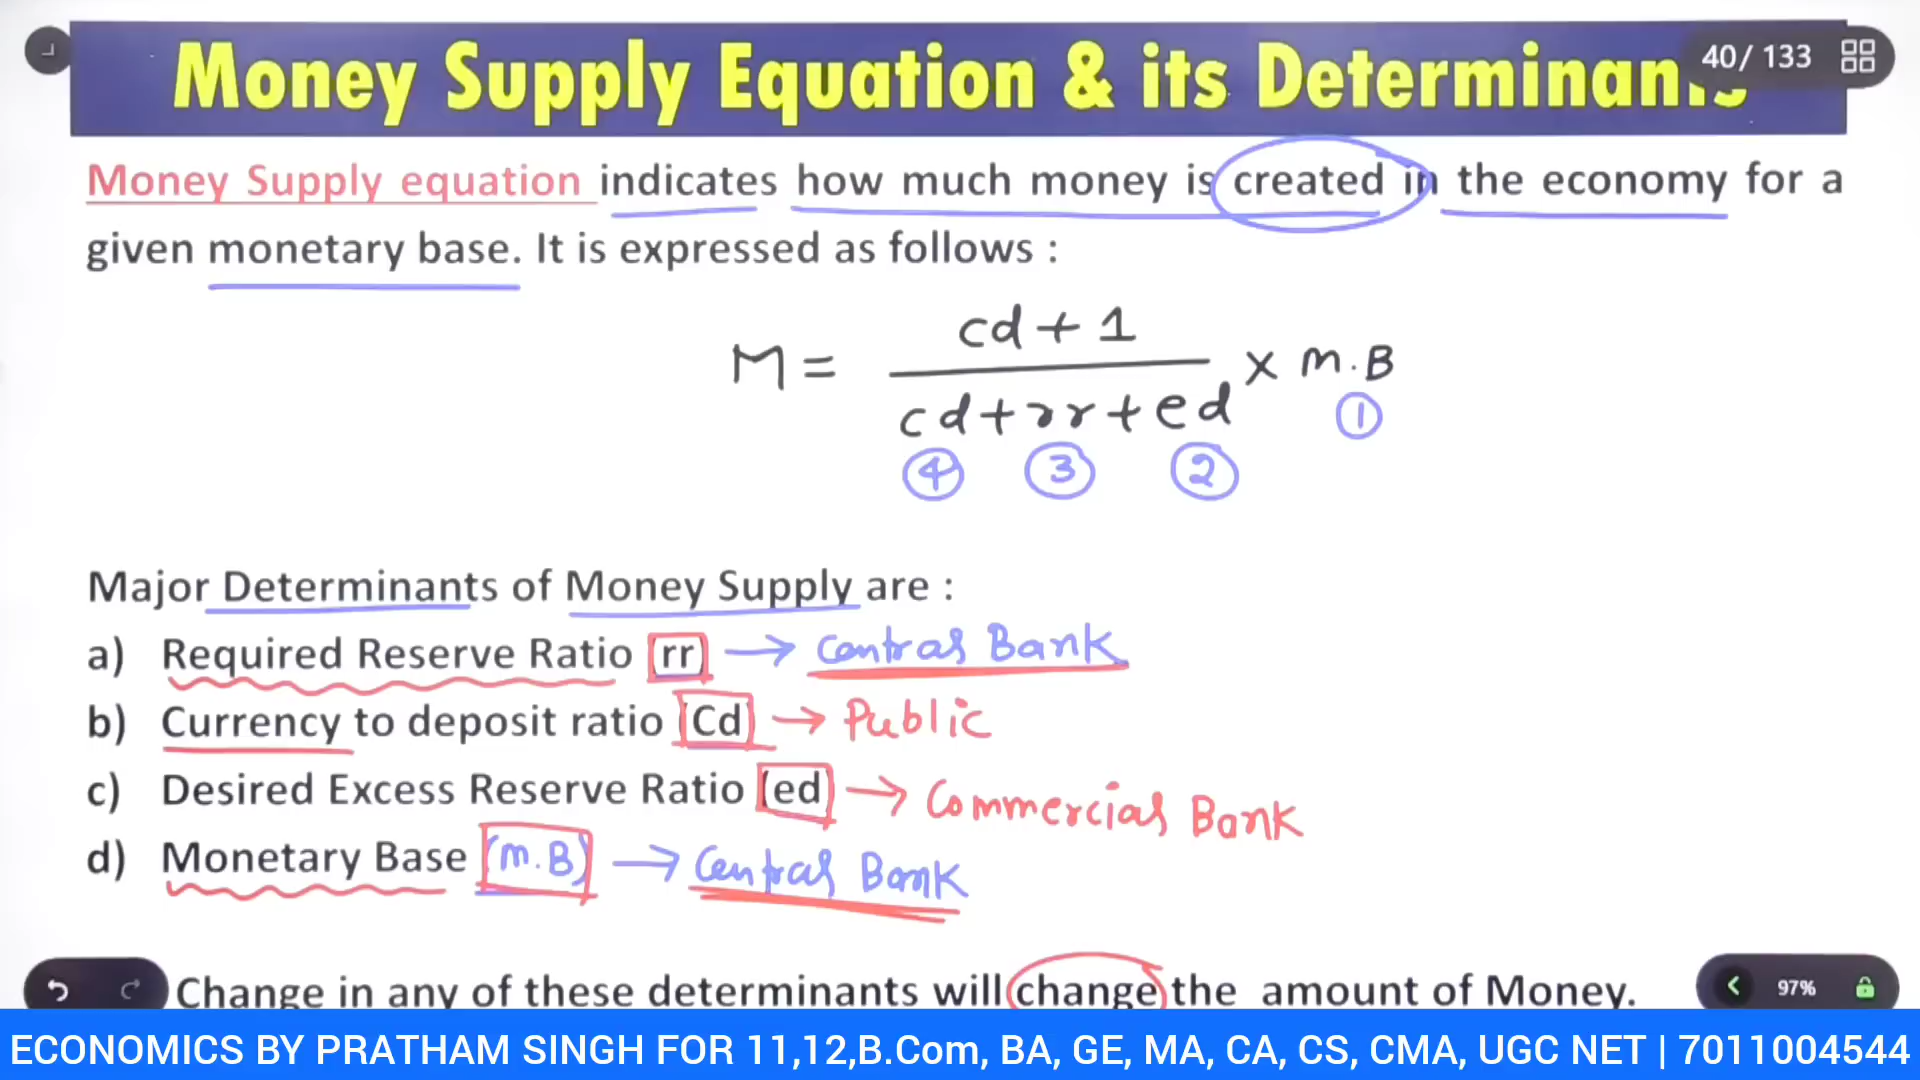 Money Supply Equation & its Determinants
40/ 133
Money Supply equation indicates how much money is created in the economy for a
given monetary base. It is expressed as follows :
M = cd + 1
cd + rr + ed × m.B
④ ③ ② ①
Major Determinants of Money Supply are :
a) Required Reserve Ratio (rr) → Central Bank
b) Currency to deposit ratio (Cd) → Public
c) Desired Excess Reserve Ratio (ed) → Commercial Bank
d) Monetary Base (m.B) → Central Bank
Change in any of these determinants will change the amount of Money.
97%
ECONOMICS BY PRATHAM SINGH FOR 11,12,B.Com, BA, GE, MA, CA, CS, CMA, UGC NET | 7011004544